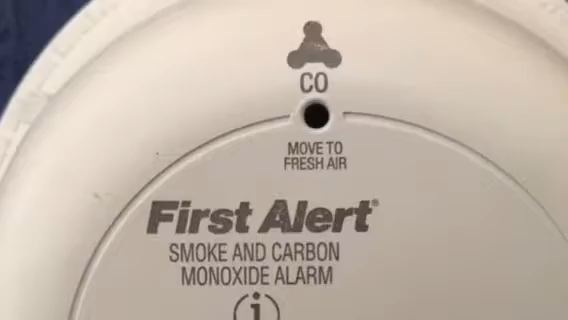 CO
MOVE TO
FRESH AIR
First Alert®
SMOKE AND CARBON
MONOXIDE ALARM
i